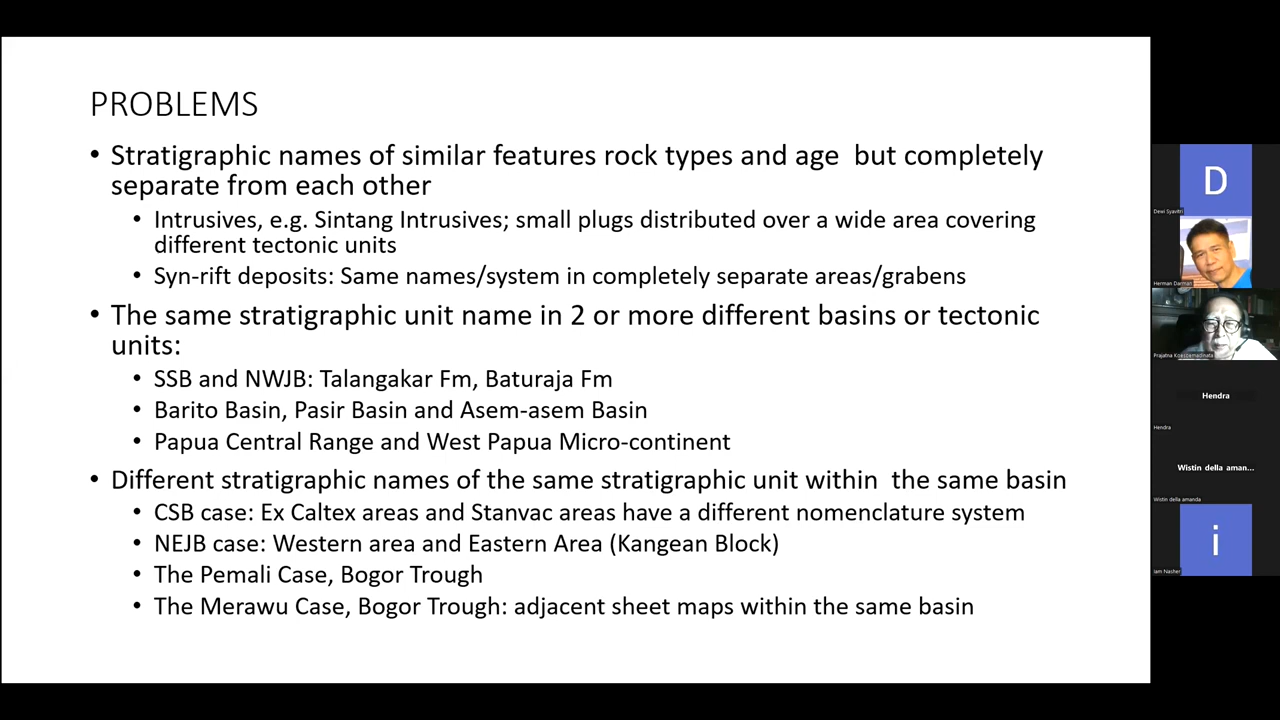 PROBLEMS
• Stratigraphic names of similar features rock types and age  but completely
separate from each other
• Intrusives, e.g. Sintang Intrusives; small plugs distributed over a wide area covering
different tectonic units
• Syn-rift deposits: Same names/system in completely separate areas/grabens
• The same stratigraphic unit name in 2 or more different basins or tectonic
units:
• SSB and NWJB: Talangakar Fm, Baturaja Fm
• Barito Basin, Pasir Basin and Asem-asem Basin
• Papua Central Range and West Papua Micro-continent
• Different stratigraphic names of the same stratigraphic unit within  the same basin
• CSB case: Ex Caltex areas and Stanvac areas have a different nomenclature system
• NEJB case: Western area and Eastern Area (Kangean Block)
• The Pemali Case, Bogor Trough
• The Merawu Case, Bogor Trough: adjacent sheet maps within the same basin
D
Dewi Syavitri
Herman Darman
Prajatna Koesoemadinata
Hendra
Hendra
Wistin della aman...
Wistin della amanda
i
iam Nasher